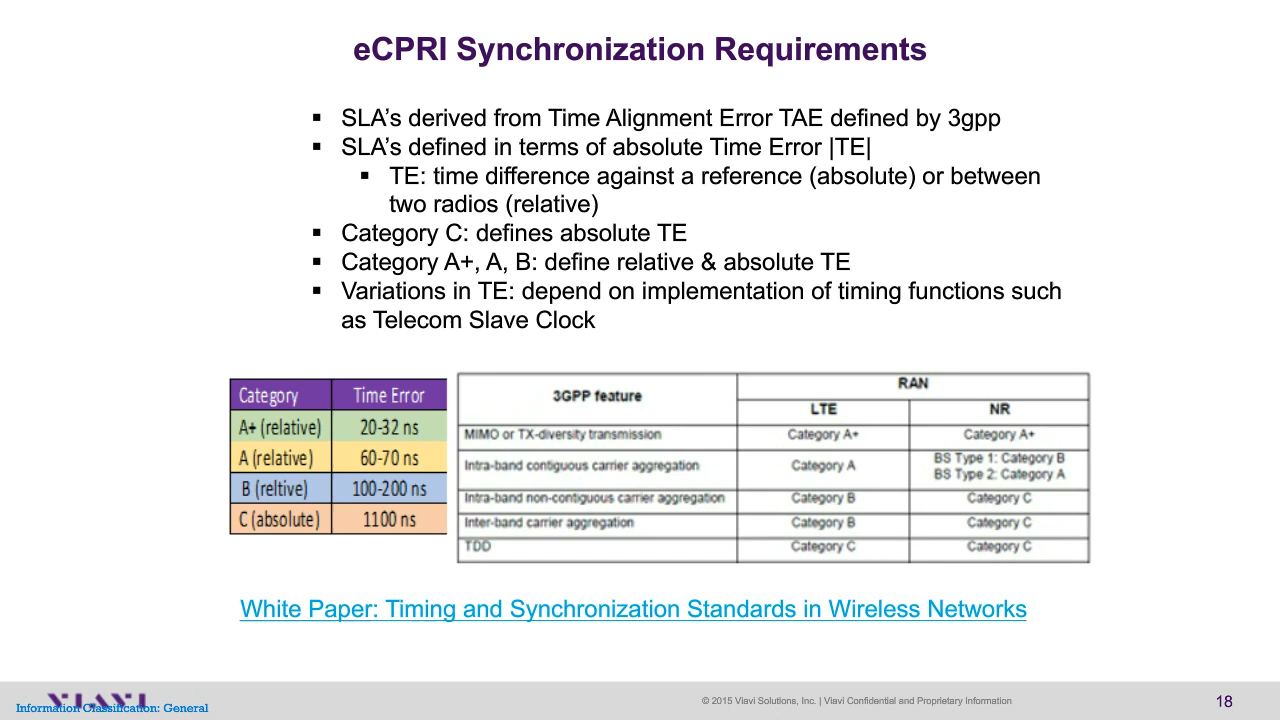 eCPRI Synchronization Requirements
▪ SLA’s derived from Time Alignment Error TAE defined by 3gpp
▪ SLA’s defined in terms of absolute Time Error |TE|
▪ TE: time difference against a reference (absolute) or between
two radios (relative)
▪ Category C: defines absolute TE
▪ Category A+, A, B: define relative & absolute TE
▪ Variations in TE: depend on implementation of timing functions such
as Telecom Slave Clock
Category Time Error
A+ (relative) 20-32 ns
A (relative) 60-70 ns
B (reltive) 100-200 ns
C (absolute) 1100 ns
3GPP feature RAN
LTE NR
MIMO or TX-diversity transmission Category A+ Category A+
Intra-band contiguous carrier aggregation Category A BS Type 1: Category B
BS Type 2: Category A
Intra-band non-contiguous carrier aggregation Category B Category C
Inter-band carrier aggregation Category B Category C
TDD Category C Category C
White Paper: Timing and Synchronization Standards in Wireless Networks
VIAVI
Information Classification: General
© 2015 Viavi Solutions, Inc. | Viavi Confidential and Proprietary Information
18